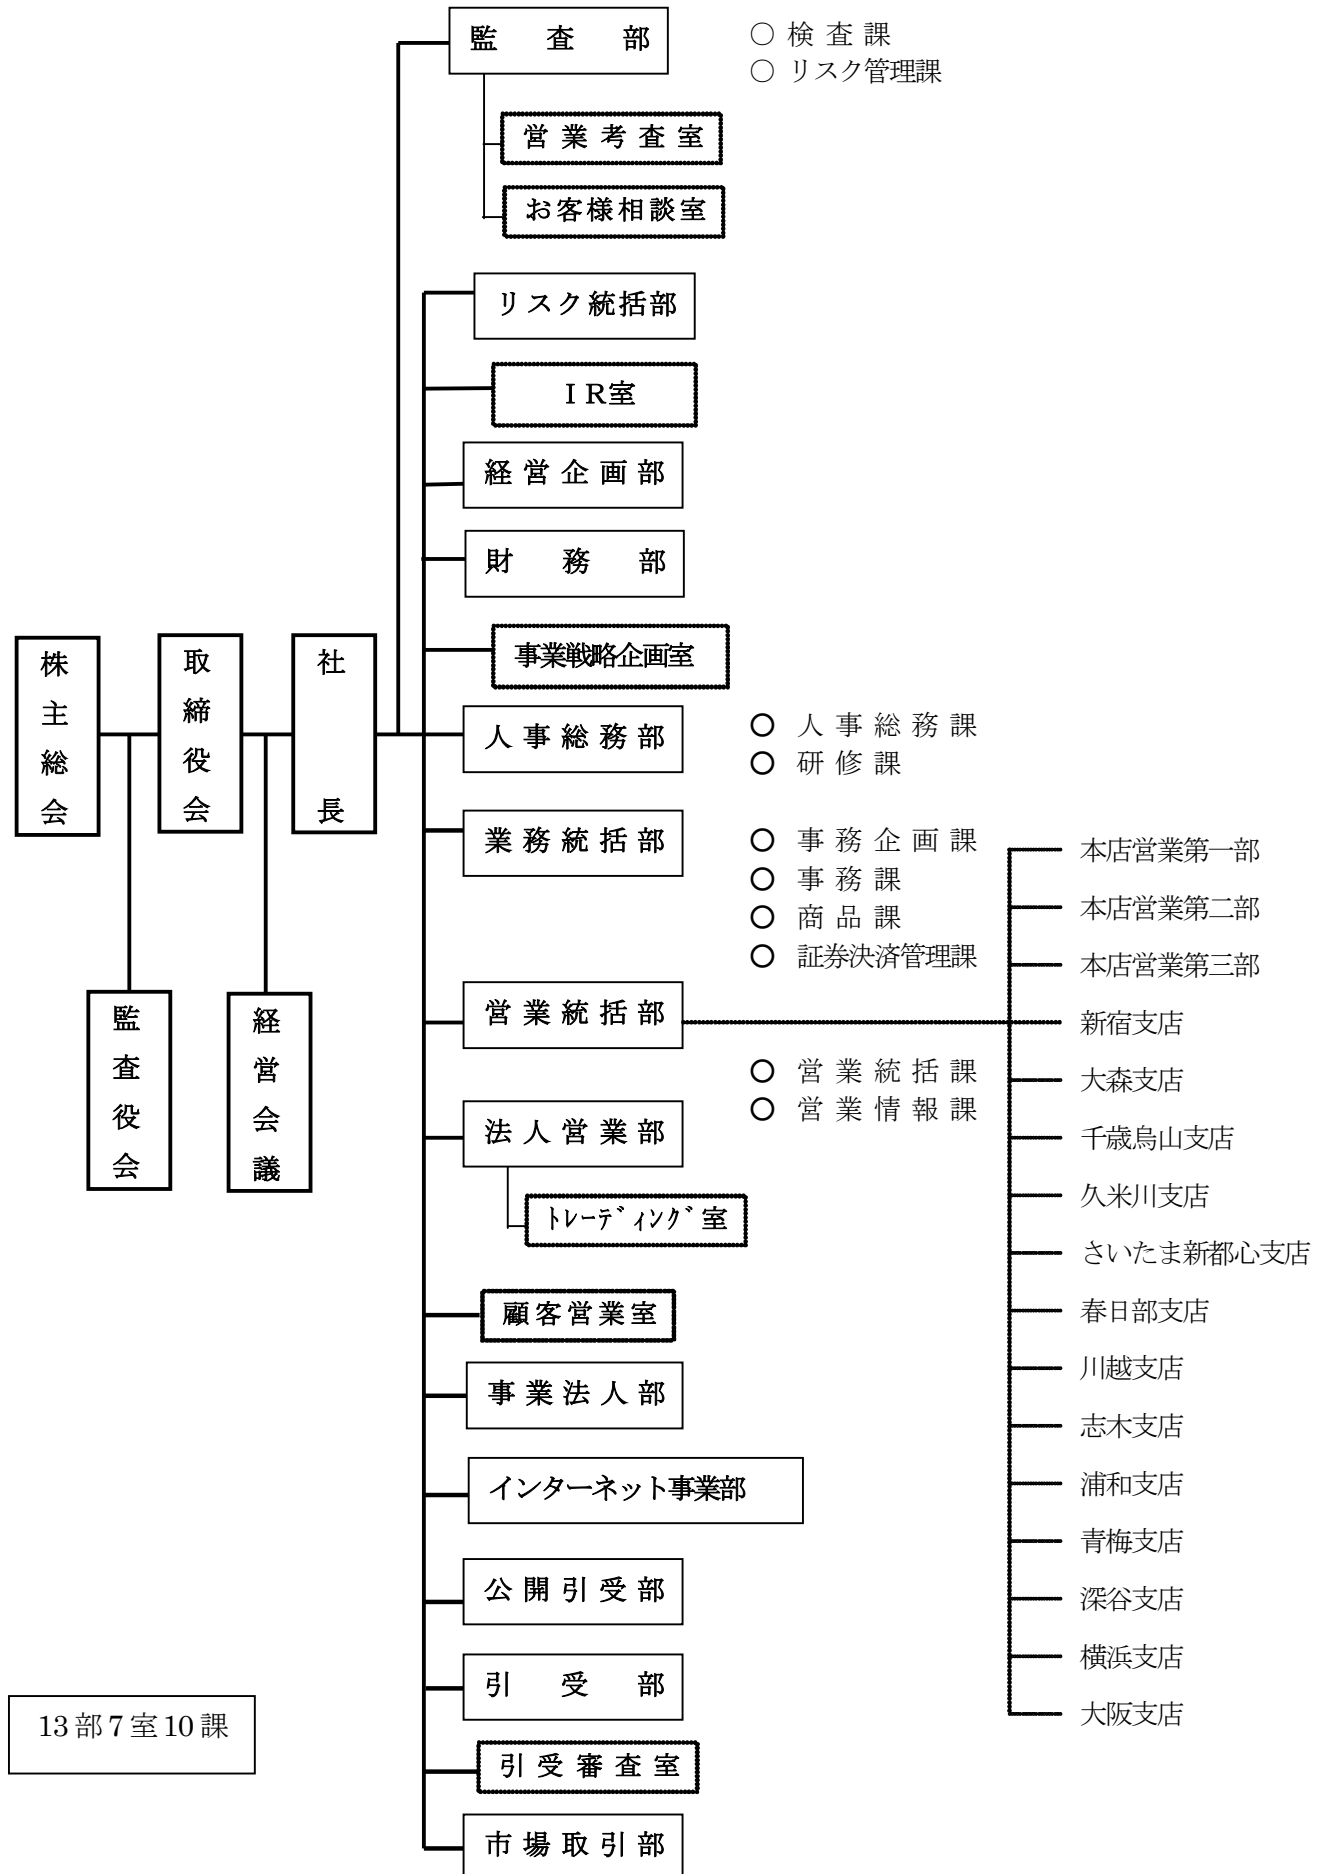 監査部
○ 検査課
○ リスク管理課
営業考査室
お客様相談室
リスク統括部
ＩＲ室
経営企画部
財務部
事業戦略企画室
株主総会
取締役会
社長
監査役会
経営会議
人事総務部
○ 人事総務課
○ 研修課
業務統括部
○ 事務企画課
○ 事務課
○ 商品課
○ 証券決済管理課
営業統括部
○ 営業統括課
○ 営業情報課
本店営業第一部
本店営業第二部
本店営業第三部
新宿支店
大森支店
千歳烏山支店
久米川支店
さいたま新都心支店
春日部支店
川越支店
志木支店
浦和支店
青梅支店
深谷支店
横浜支店
大阪支店
法人営業部
ﾄﾚｰﾃﾞｨﾝｸﾞ室
顧客営業室
事業法人部
インターネット事業部
公開引受部
引受部
引受審査室
市場取引部
13部7室10課